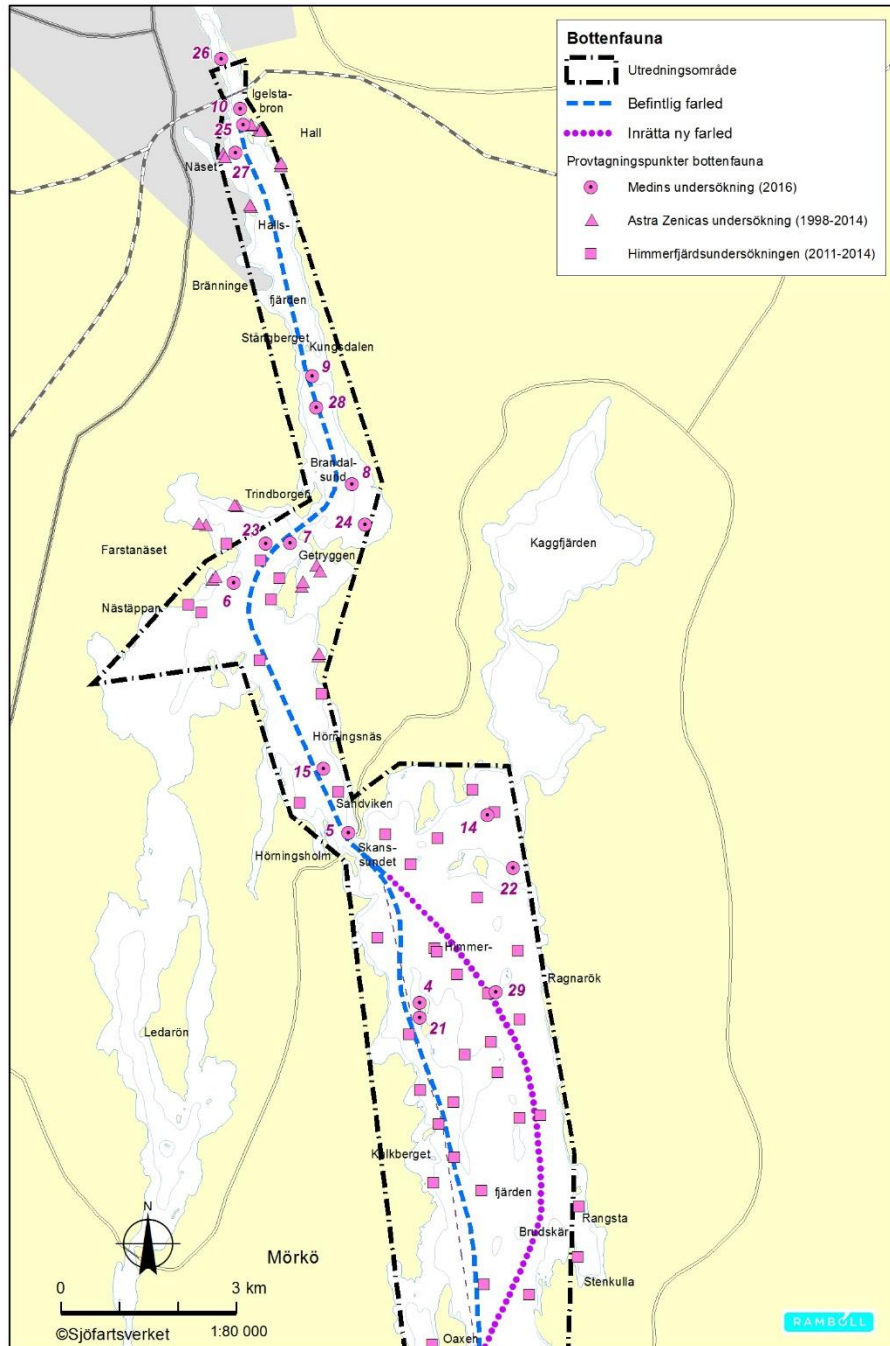 Bottenfauna
Utredningsområde
Befintlig farled
Inrätta ny farled
Provtagningspunkter bottenfauna
Medins undersökning (2016)
Astra Zenicas undersökning (1998-2014)
Himmerfjärdsundersökningen (2011-2014)
26
Igelsta-
bron
10
25
Hall
Näset
27
Halls-
Bränninge
fjärden
Stångberget
Kungsdalen
9
28
Brandal-
sund
8
Trindborgen
24
23
7
Farstanäset
Getryggen
Kaggfjärden
6
Nästäppan
Hörningsnäs
15
Sandviken
14
5
Skans-
sundet
Hörningsholm
22
Himmer-
Ragnarök
4
29
21
Ledarön
Kalkberget
fjärden
Rangsta
Brudskär
N
Mörkö
Stenkulla
0
3 km
©Sjöfartsverket
1:80 000
Oaxen
RAMBOLL